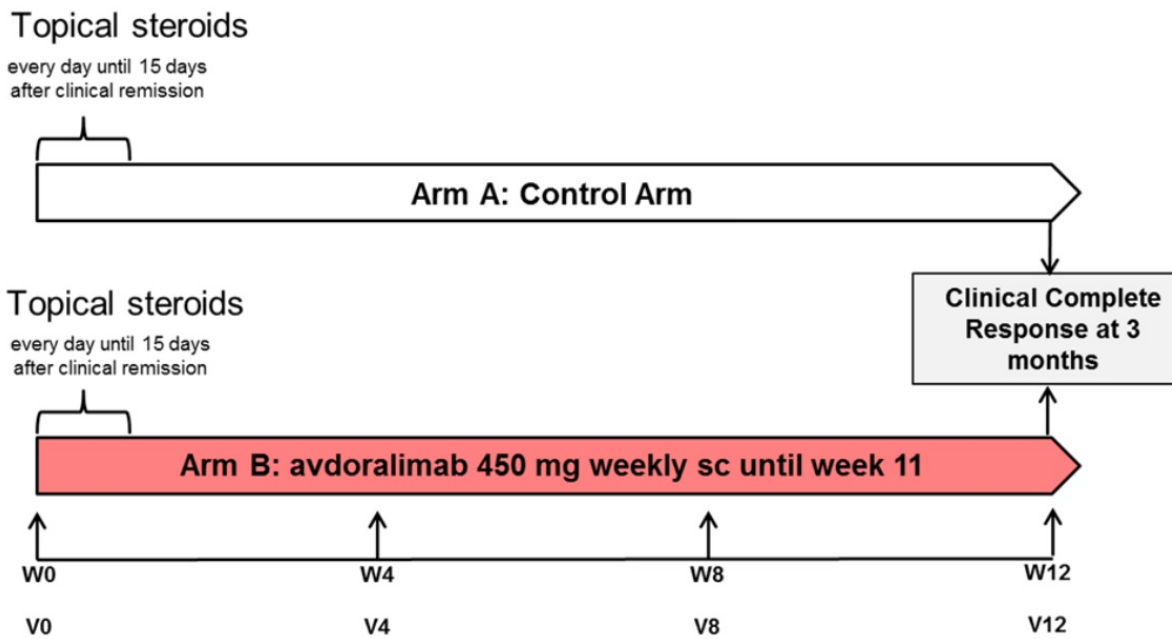 Topical steroids
every day until 15 days
after clinical remission
Arm A: Control Arm
Clinical Complete
Response at 3
months
Topical steroids
every day until 15 days
after clinical remission
Arm B: avdoralimab 450 mg weekly sc until week 11
W0 W4 W8 W12
V0 V4 V8 V12